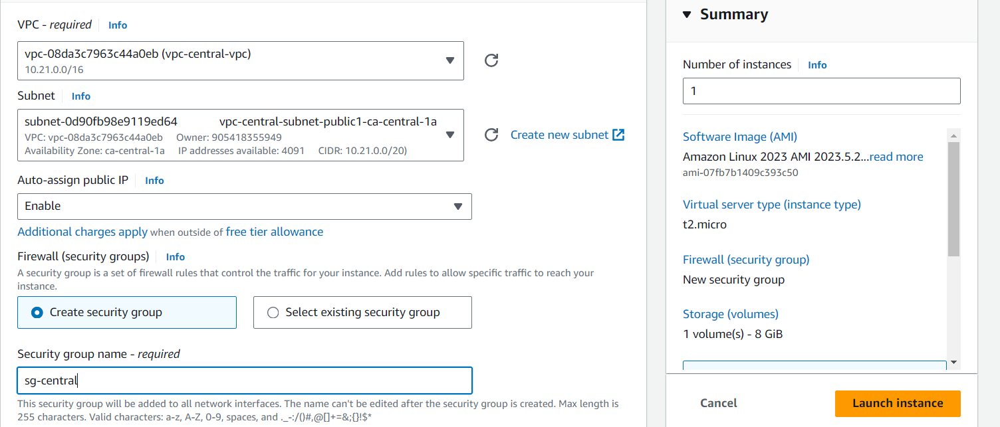 VPC - required Info
vpc-08da3c7963c44a0eb (vpc-central-vpc)
10.21.0.0/16
Subnet Info
subnet-0d90fb98e9119ed64 vpc-central-subnet-public1-ca-central-1a
VPC: vpc-08da3c7963c44a0eb Owner: 905418355949
Availability Zone: ca-central-1a IP addresses available: 4091 CIDR: 10.21.0.0/20)
Create new subnet
Auto-assign public IP Info
Enable
Additional charges apply when outside of free tier allowance
Firewall (security groups) Info
A security group is a set of firewall rules that control the traffic for your instance. Add rules to allow specific traffic to reach your
instance.
Create security group
Select existing security group
Security group name - required
sg-central
This security group will be added to all network interfaces. The name can't be edited after the security group is created. Max length is
255 characters. Valid characters: a-z, A-Z, 0-9, spaces, and ._-:/()#,@[]+=&;{}!$*
Summary
Number of instances Info
1
Software Image (AMI)
Amazon Linux 2023 AMI 2023.5.2...read more
ami-07fb7b1409c393c50
Virtual server type (instance type)
t2.micro
Firewall (security group)
New security group
Storage (volumes)
1 volume(s) - 8 GiB
Cancel
Launch instance